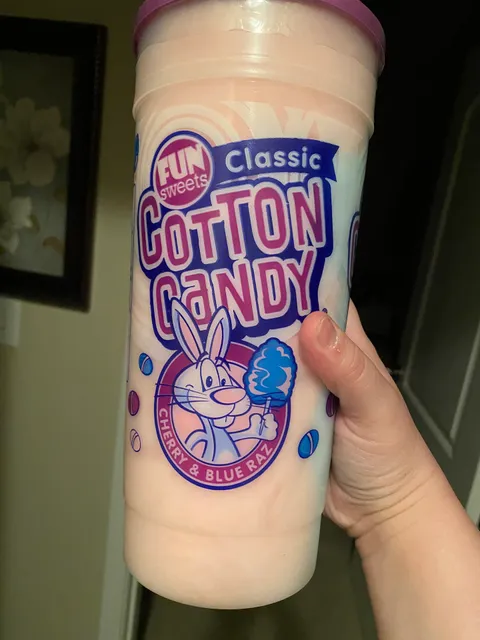 FUN
sweets
Classic
COTTON
CaNDY
CHERRY & BLUE RAZ